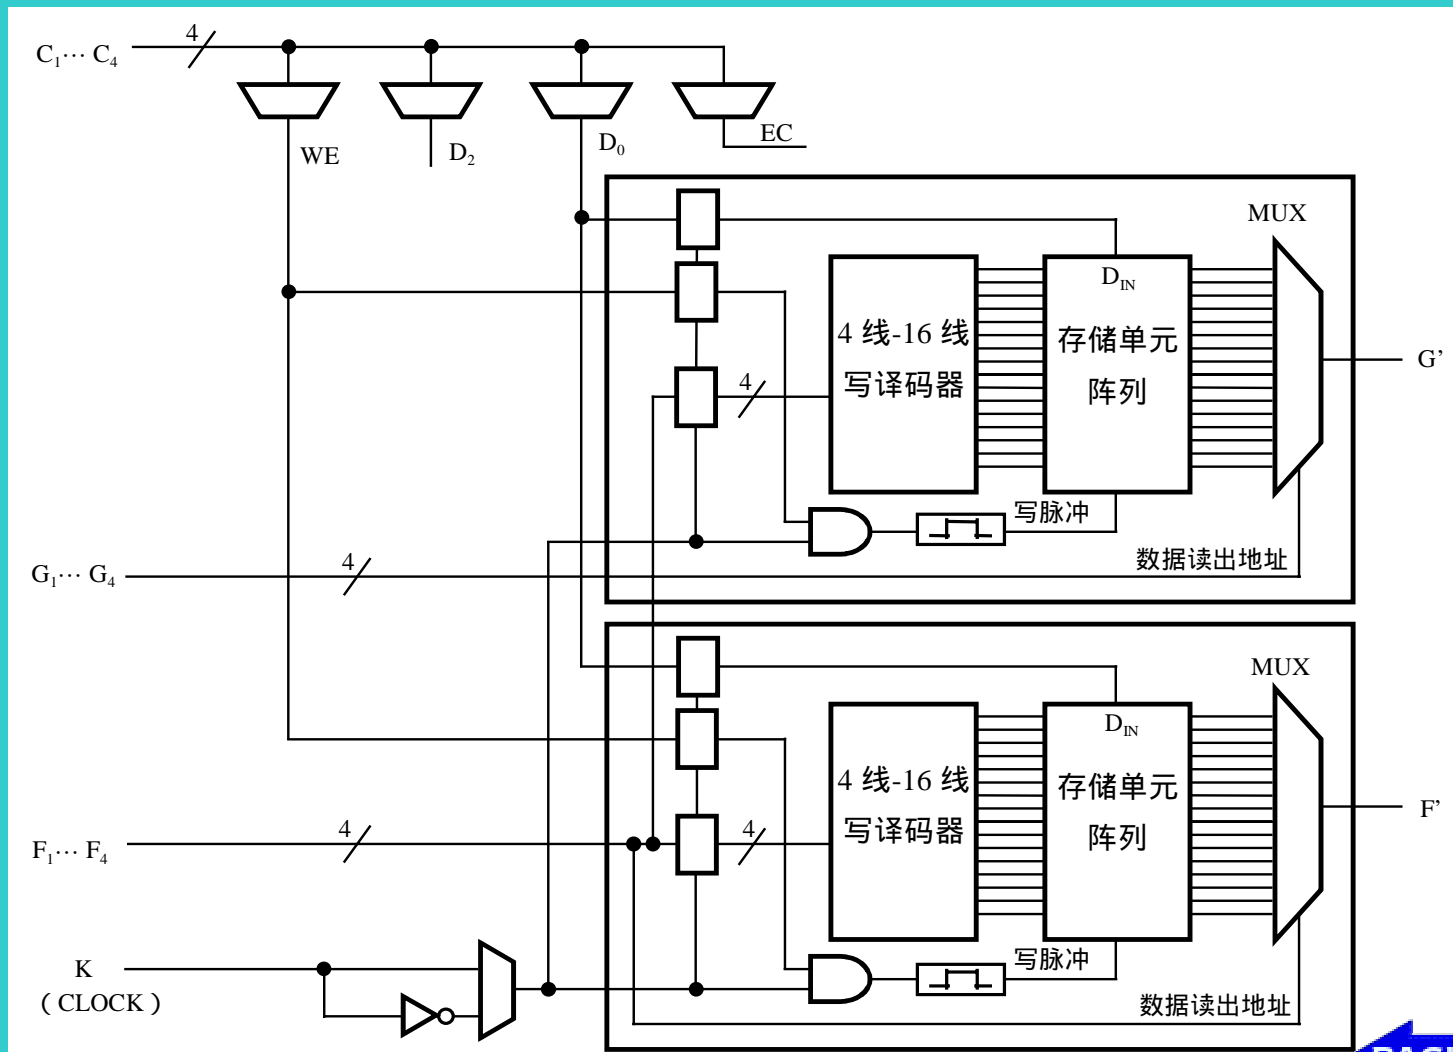 C₁… C₄
4
WE
D₂
D₀
EC
MUX
D_IN
4 线-16 线
写译码器
存储单元
阵列
4
G’
写脉冲
数据读出地址
G₁… G₄
4
MUX
D_IN
4 线-16 线
写译码器
存储单元
阵列
4
F’
F₁… F₄
4
写脉冲
数据读出地址
K
（CLOCK）